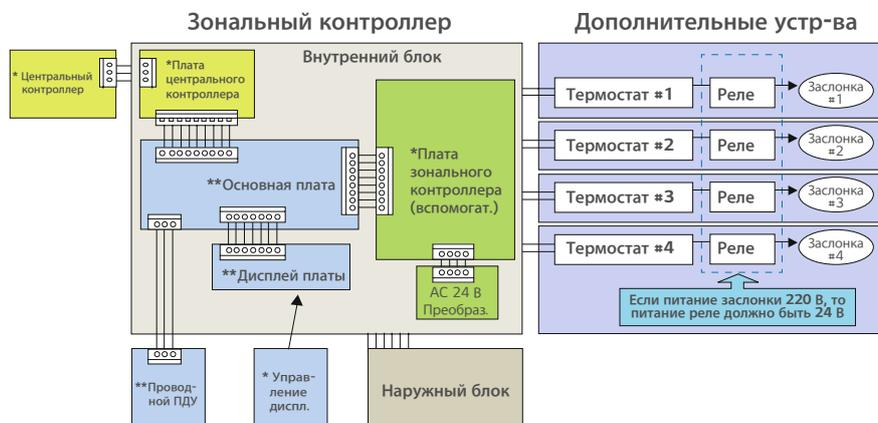 Зональный контроллер
Дополнительные устр-ва
Внутренний блок
* Центральный
контроллер
*Плата
центрального
контроллера
**Основная плата
*Плата
зонального
контроллера
(вспомогат.)
**Дисплей платы
AC 24 В
Преобраз.
**Провод-
ной ПДУ
* Управ-
ление
диспл.
Наружный блок
Термостат #1
Реле
Заслонка
#1
Термостат #2
Реле
Заслонка
#2
Термостат #3
Реле
Заслонка
#3
Термостат #4
Реле
Заслонка
#4
Если питание заслонки 220 В, то
питание реле должно быть 24 В